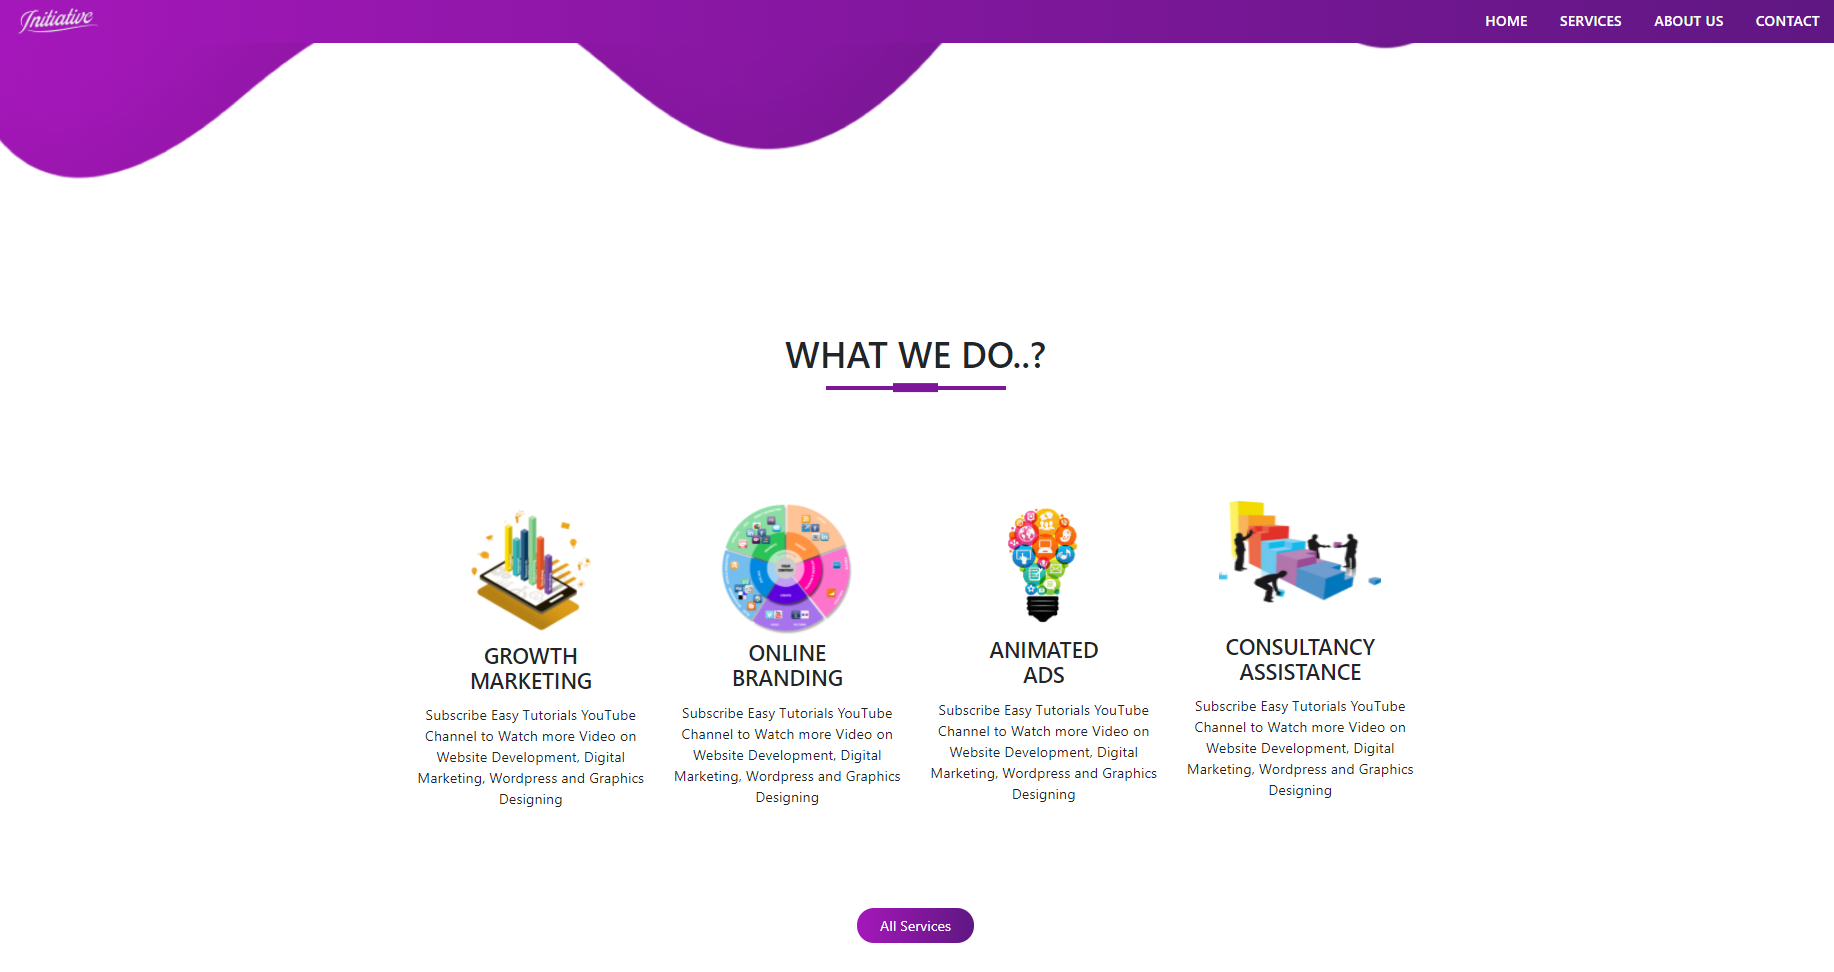 Initiative
HOME SERVICES ABOUT US CONTACT
WHAT WE DO..?
GROWTH
MARKETING
Subscribe Easy Tutorials YouTube
Channel to Watch more Video on
Website Development, Digital
Marketing, Wordpress and Graphics
Designing
ONLINE
BRANDING
Subscribe Easy Tutorials YouTube
Channel to Watch more Video on
Website Development, Digital
Marketing, Wordpress and Graphics
Designing
ANIMATED
ADS
Subscribe Easy Tutorials YouTube
Channel to Watch more Video on
Website Development, Digital
Marketing, Wordpress and Graphics
Designing
CONSULTANCY
ASSISTANCE
Subscribe Easy Tutorials YouTube
Channel to Watch more Video on
Website Development, Digital
Marketing, Wordpress and Graphics
Designing
All Services